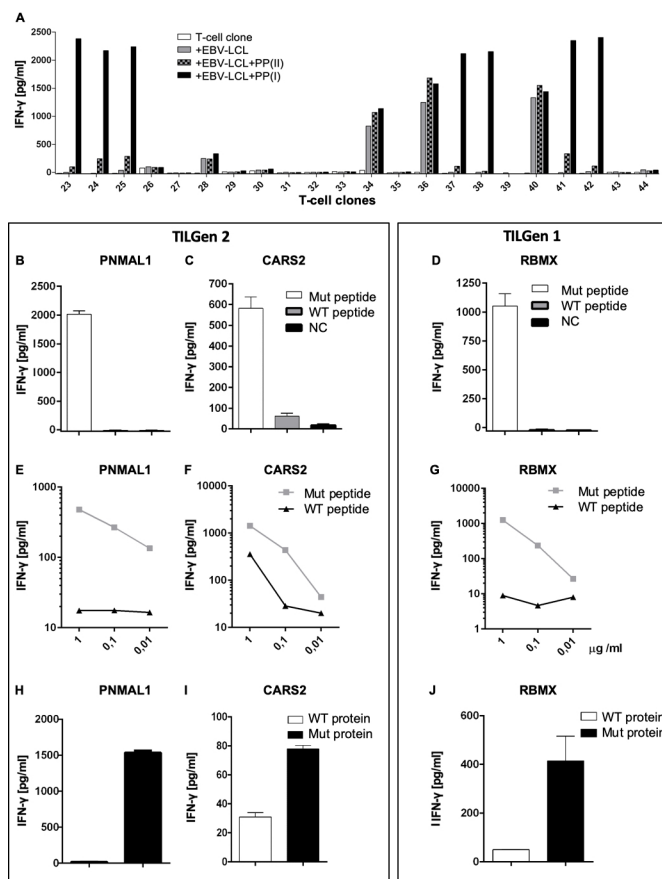 A
T-cell clone
+EBV-LCL
+EBV-LCL+PP(II)
+EBV-LCL+PP(I)
IFN-γ [pg/ml]
2500
2000
1500
1000
500
0
23 24 25 26 27 28 29 30 31 32 33 34 35 36 37 38 39 40 41 42 43 44
T-cell clones
TILGen 2
TILGen 1
B PNMAL1
IFN-γ [pg/ml]
2500
2000
1500
1000
500
0
C CARS2
IFN-γ [pg/ml]
700
600
500
400
300
200
100
0
Mut peptide
WT peptide
NC
D RBMX
IFN-γ [pg/ml]
1250
1000
750
500
250
0
Mut peptide
WT peptide
NC
E PNMAL1
IFN-γ [pg/ml]
1000
100
10
1 0,1 0,01
F CARS2
IFN-γ [pg/ml]
10000
1000
100
10
1 0,1 0,01
Mut peptide
WT peptide
G RBMX
IFN-γ [pg/ml]
10000
1000
100
10
1
1 0,1 0,01 μg /ml
Mut peptide
WT peptide
H PNMAL1
IFN-γ [pg/ml]
2000
1500
1000
500
0
I CARS2
IFN-γ [pg/ml]
100
80
60
40
20
0
WT protein
Mut protein
J RBMX
IIFN-γ [pg/ml]
600
400
200
0
WT protein
Mut protein